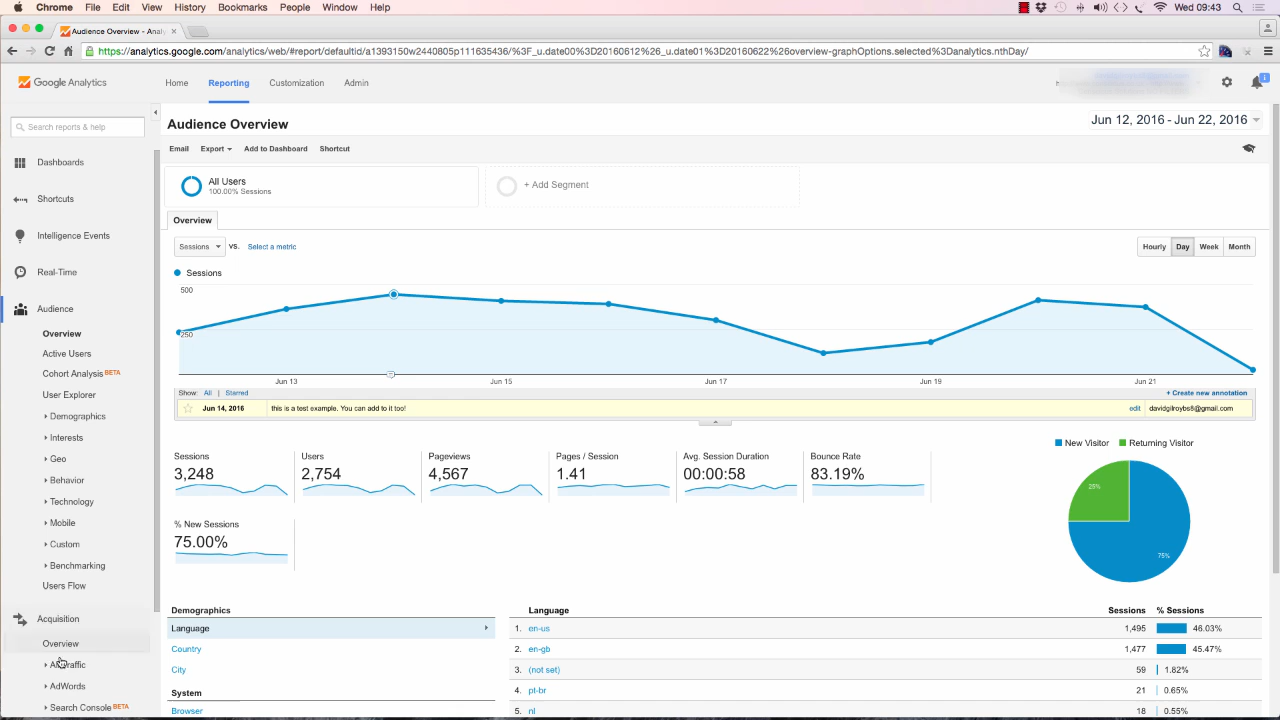 Chrome File Edit View History Bookmarks People Window Help Wed 09:43
Audience Overview - Analy
https://analytics.google.com/analytics/web/#report/defaultid/a1393150w2440805p111635436/%3F_u.date00%3D20160612%26_u.date01%3D20160622%26overview-graphOptions.selected%3Danalytics.nthDay/
Google Analytics Home Reporting Customization Admin 1
Search reports & help
Dashboards
Shortcuts
Intelligence Events
Real-Time
Audience
Overview
Active Users
Cohort Analysis BETA
User Explorer
Demographics
Interests
Geo
Behavior
Technology
Mobile
Custom
Benchmarking
Users Flow
Acquisition
Overview
All Traffic
AdWords
Search Console BETA
Audience Overview Jun 12, 2016 - Jun 22, 2016
Email Export Add to Dashboard Shortcut
All Users
100.00% Sessions
+ Add Segment
Overview
Sessions VS. Select a metric Hourly Day Week Month
Sessions
500
250
Jun 13 Jun 15 Jun 17 Jun 19 Jun 21
Show: All | Starred + Create new annotation
Jun 14, 2016 this is a test example. You can add to it too! edit davidgilroybs8@gmail.com
Sessions
3,248
Users
2,754
Pageviews
4,567
Pages / Session
1.41
Avg. Session Duration
00:00:58
Bounce Rate
83.19%
% New Sessions
75.00%
New Visitor Returning Visitor
25%
75%
Demographics
Language
Country
City
System
Browser
Language Sessions % Sessions
1. en-us 1,495 46.03%
2. en-gb 1,477 45.47%
3. (not set) 59 1.82%
4. pt-br 21 0.65%
5. nl 18 0.55%